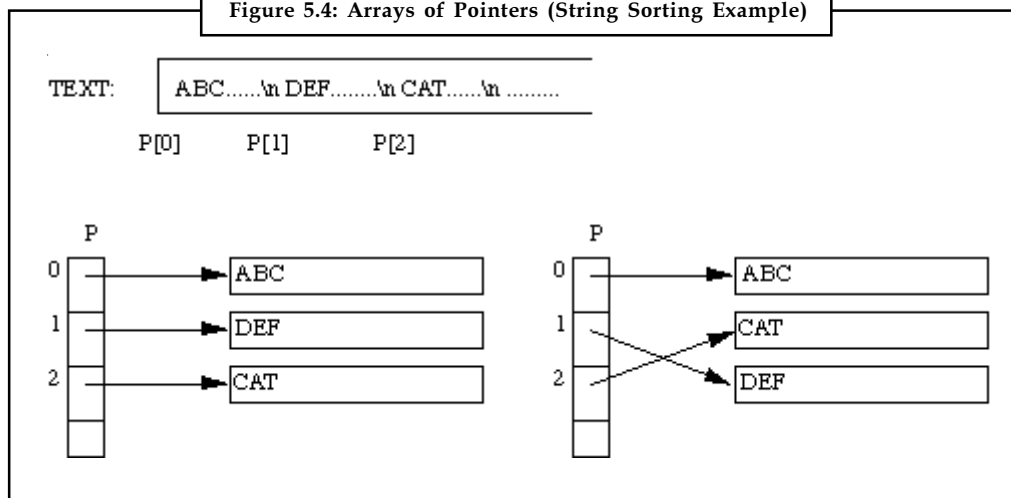 Figure 5.4: Arrays of Pointers (String Sorting Example)
TEXT: ABC......\n DEF........\n CAT......\n .........
P[0] P[1] P[2]
P
0 ABC
1 DEF
2 CAT
P
0 ABC
1 CAT
2 DEF